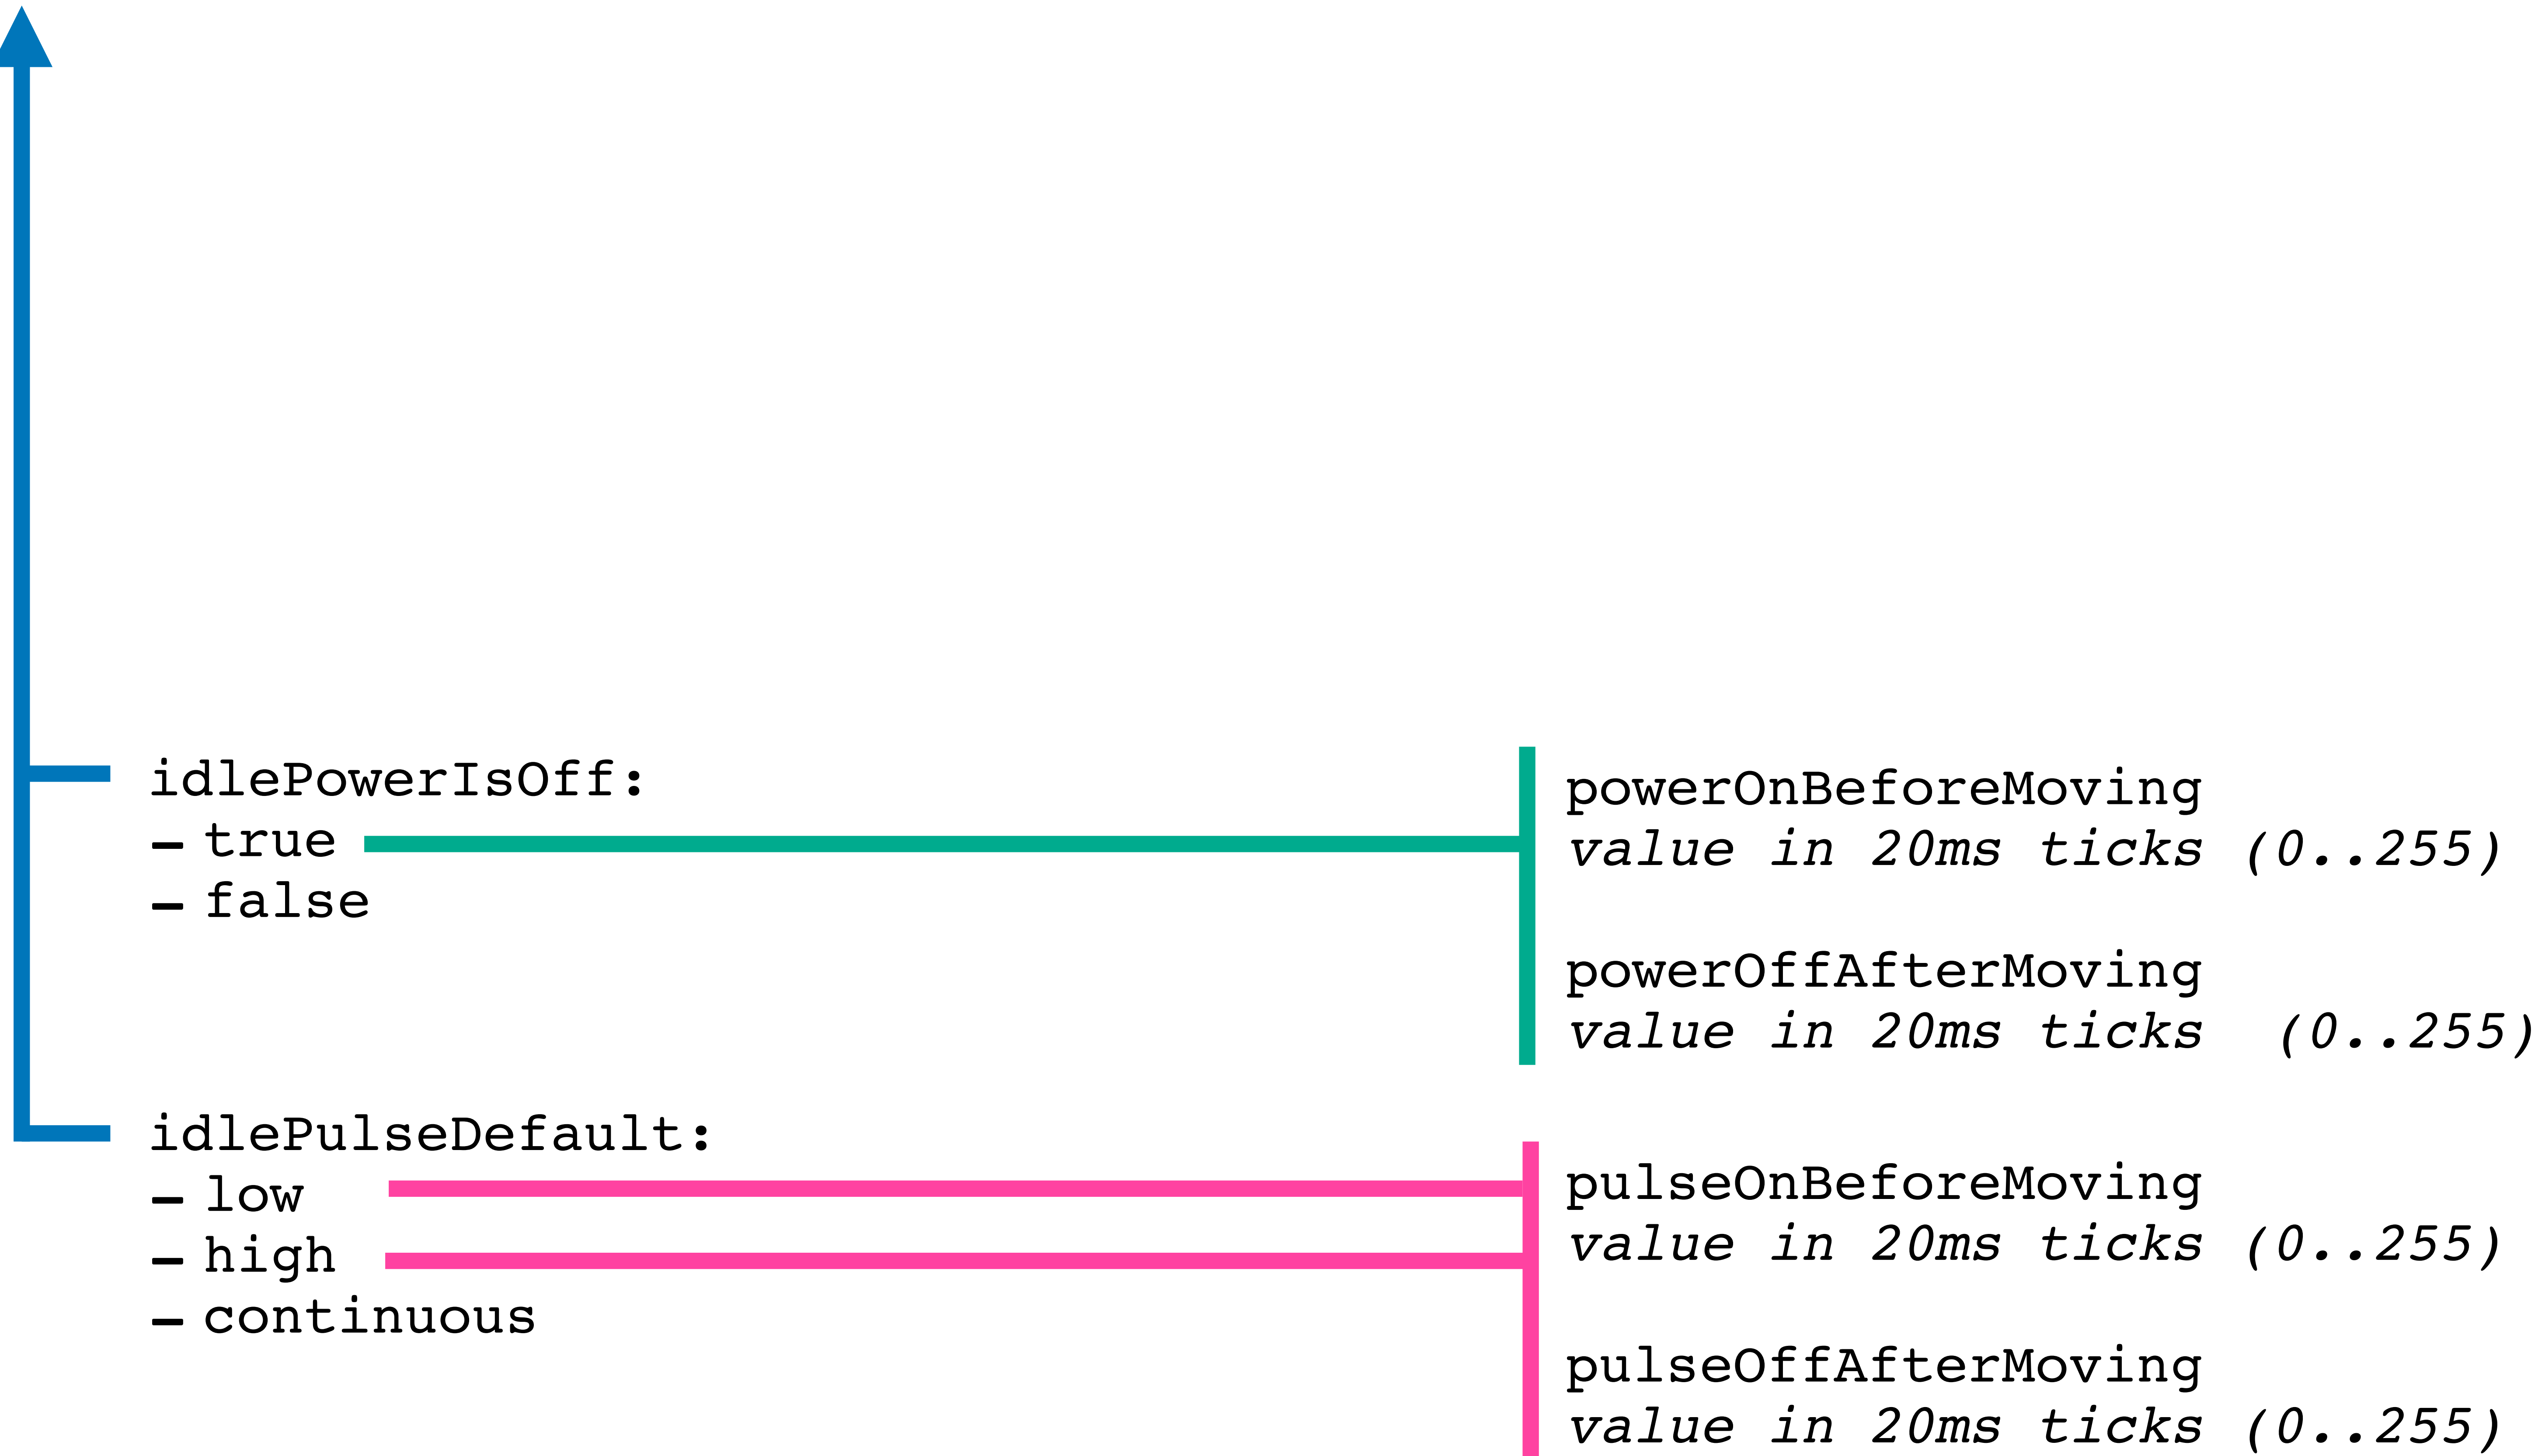 idlePowerIsOff:
– true
– false
powerOnBeforeMoving
value in 20ms ticks (0..255)
powerOffAfterMoving
value in 20ms ticks  (0..255)
idlePulseDefault:
– low
– high
– continuous
pulseOnBeforeMoving
value in 20ms ticks (0..255)
pulseOffAfterMoving
value in 20ms ticks (0..255)